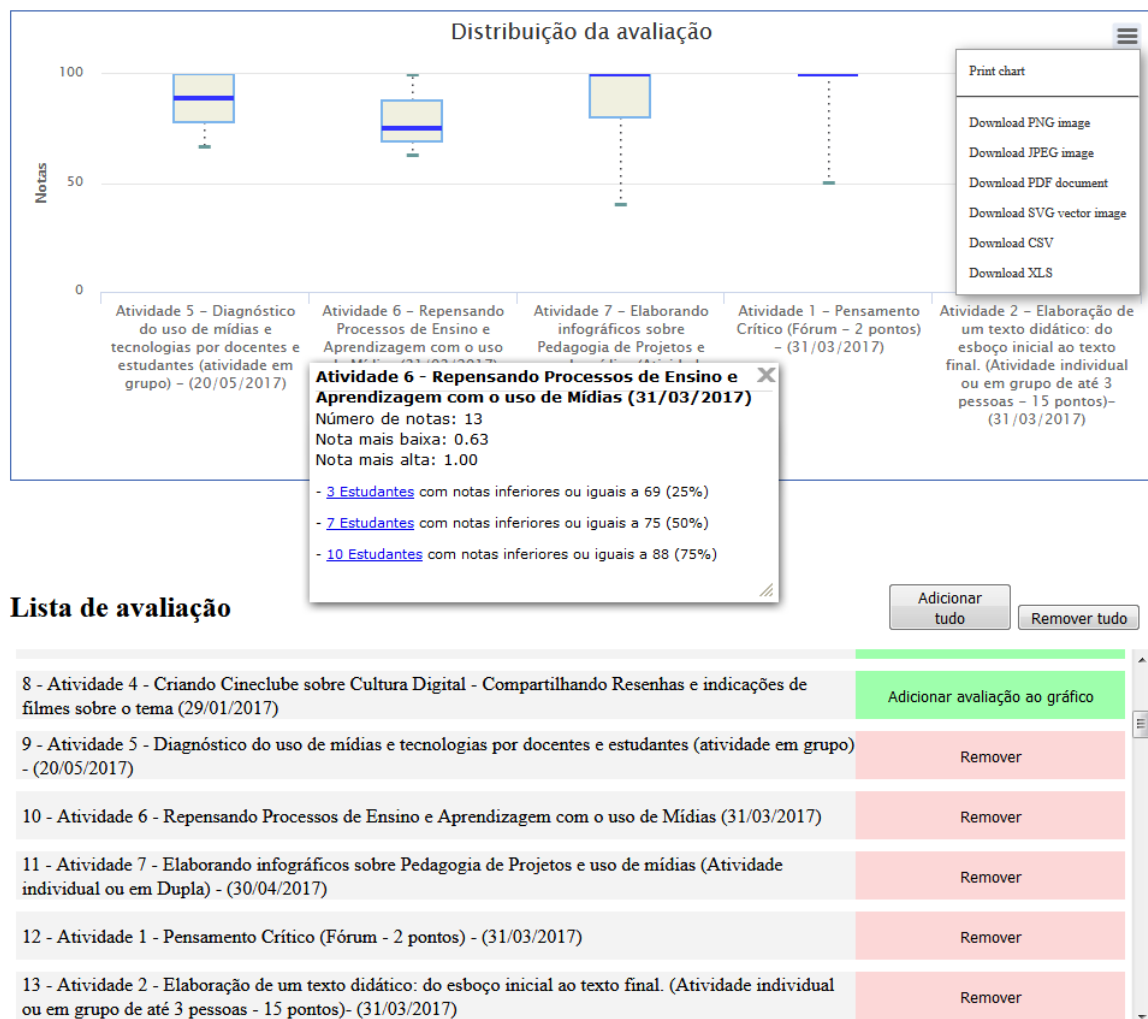 Distribuição da avaliação
Print chart
Download PNG image
Download JPEG image
Download PDF document
Download SVG vector image
Download CSV
Download XLS
Notas
100
50
0
Atividade 5 - Diagnóstico
do uso de mídias e
tecnologias por docentes e
estudantes (atividade em
grupo) - (20/05/2017)
Atividade 6 - Repensando
Processos de Ensino e
Aprendizagem com o uso
Atividade 7 - Elaborando
infográficos sobre
Pedagogia de Projetos e
Atividade 1 - Pensamento
Crítico (Fórum - 2 pontos)
- (31/03/2017)
Atividade 2 - Elaboração de
um texto didático: do
esboço inicial ao texto
final. (Atividade individual
ou em grupo de até 3
pessoas - 15 pontos)-
(31/03/2017)
Atividade 6 - Repensando Processos de Ensino e
Aprendizagem com o uso de Mídias (31/03/2017)
Número de notas: 13
Nota mais baixa: 0.63
Nota mais alta: 1.00
- 3 Estudantes com notas inferiores ou iguais a 69 (25%)
- 7 Estudantes com notas inferiores ou iguais a 75 (50%)
- 10 Estudantes com notas inferiores ou iguais a 88 (75%)
Lista de avaliação
Adicionar
tudo
Remover tudo
8 - Atividade 4 - Criando Cineclube sobre Cultura Digital - Compartilhando Resenhas e indicações de
filmes sobre o tema (29/01/2017)
Adicionar avaliação ao gráfico
9 - Atividade 5 - Diagnóstico do uso de mídias e tecnologias por docentes e estudantes (atividade em grupo)
- (20/05/2017)
Remover
10 - Atividade 6 - Repensando Processos de Ensino e Aprendizagem com o uso de Mídias (31/03/2017)
Remover
11 - Atividade 7 - Elaborando infográficos sobre Pedagogia de Projetos e uso de mídias (Atividade
individual ou em Dupla) - (30/04/2017)
Remover
12 - Atividade 1 - Pensamento Crítico (Fórum - 2 pontos) - (31/03/2017)
Remover
13 - Atividade 2 - Elaboração de um texto didático: do esboço inicial ao texto final. (Atividade individual
ou em grupo de até 3 pessoas - 15 pontos)- (31/03/2017)
Remover